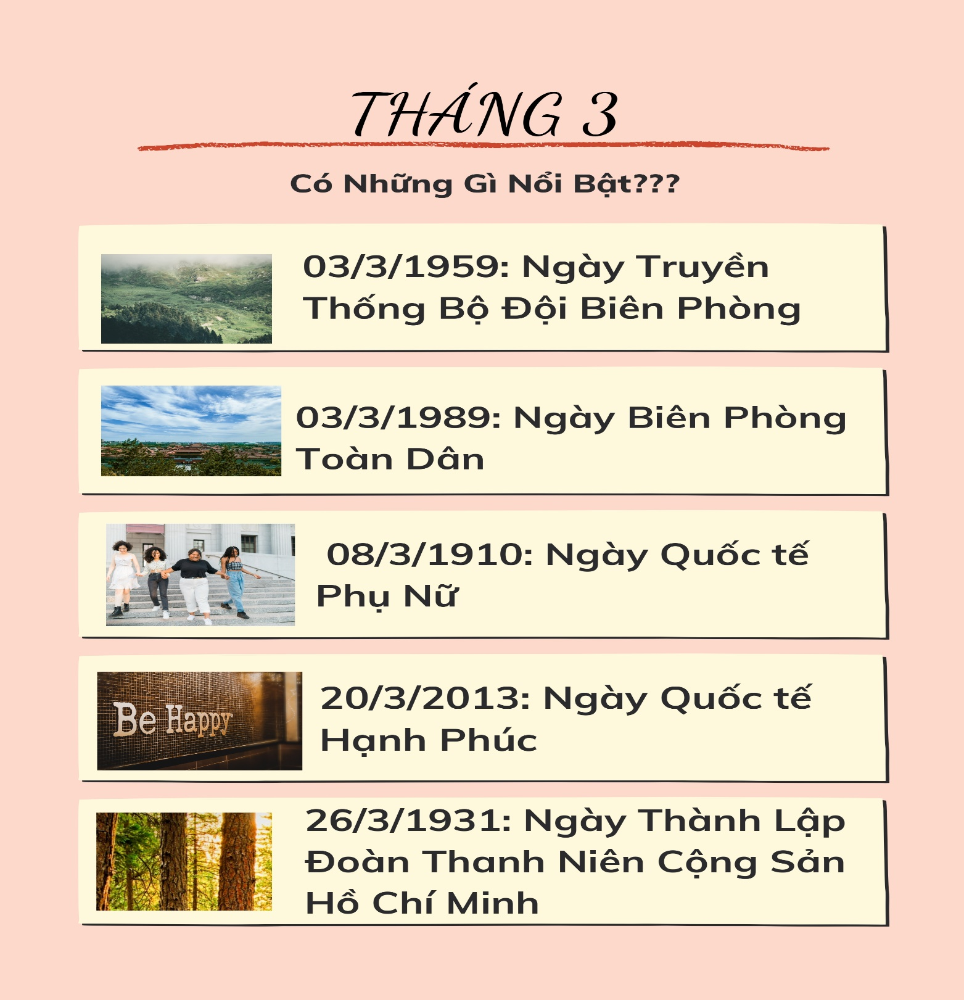 THÁNG 3
Có Những Gì Nổi Bật???
03/3/1959: Ngày Truyền
Thống Bộ Đội Biên Phòng
03/3/1989: Ngày Biên Phòng
Toàn Dân
08/3/1910: Ngày Quốc tế
Phụ Nữ
Be Happy
20/3/2013: Ngày Quốc tế
Hạnh Phúc
26/3/1931: Ngày Thành Lập
Đoàn Thanh Niên Cộng Sản
Hồ Chí Minh